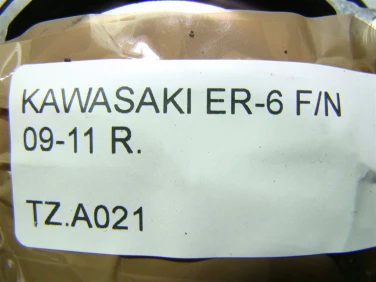 KAWASAKI ER-6 F/N
09-11 R.
TZ.A021